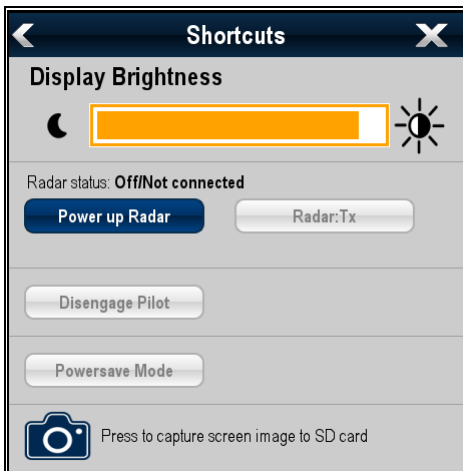 Shortcuts
Display Brightness
Radar status: Off/Not connected
Power up Radar
Radar:Tx
Disengage Pilot
Powersave Mode
Press to capture screen image to SD card